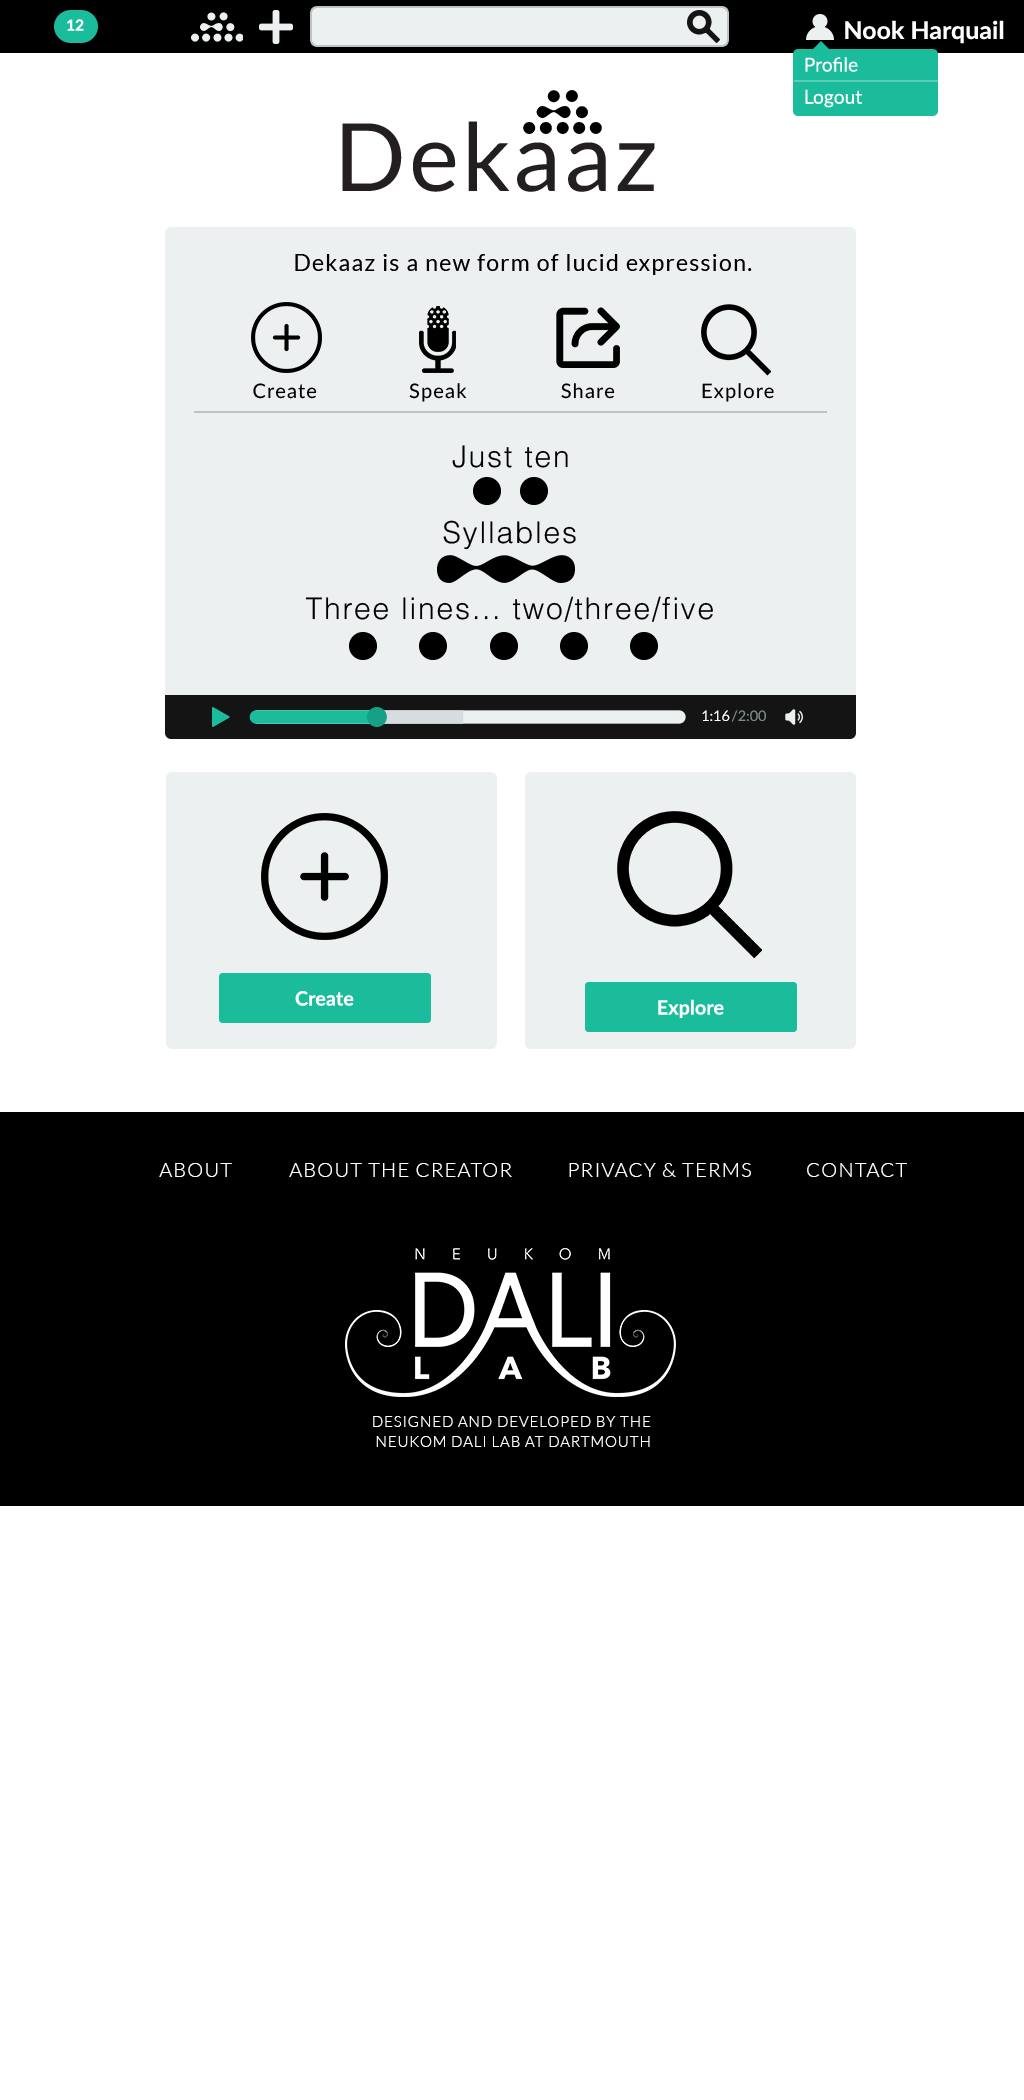 12
Nook Harquail
Profile
Logout
Dekaaz
Dekaaz is a new form of lucid expression.
Create Speak Share Explore
Just ten
Syllables
Three lines... two/three/five
1:16/2:00
Create Explore
ABOUT ABOUT THE CREATOR PRIVACY & TERMS CONTACT
NEUKOM
DALI
LAB
DESIGNED AND DEVELOPED BY THE
NEUKOM DALI LAB AT DARTMOUTH